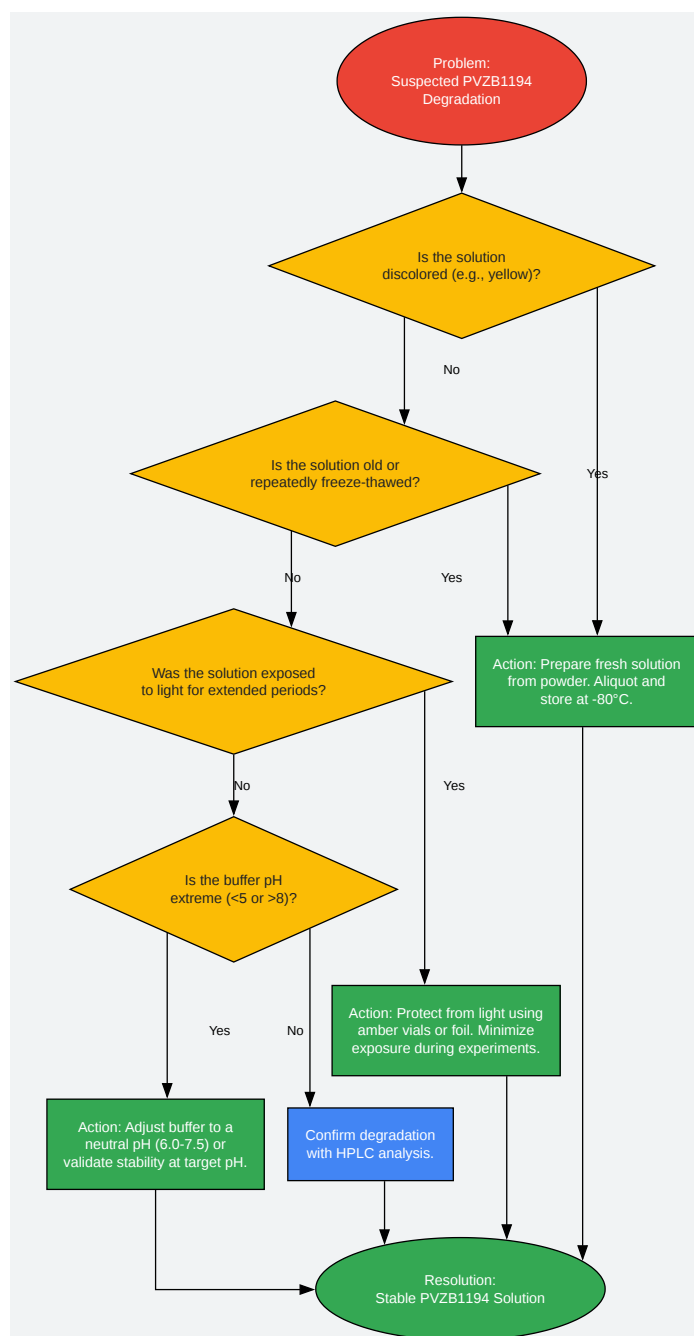 Problem:
Suspected PVZB1194
Degradation
Is the solution
discolored (e.g., yellow)?
No
Is the solution old or
repeatedly freeze-thawed?
Yes
No
Yes
Action: Prepare fresh solution
from powder. Aliquot and
store at -80°C.
Was the solution exposed
to light for extended periods?
No
Yes
Is the buffer pH
extreme (<5 or >8)?
Yes
No
Action: Protect from light using
amber vials or foil. Minimize
exposure during experiments.
Action: Adjust buffer to a
neutral pH (6.0-7.5) or
validate stability at target pH.
Confirm degradation
with HPLC analysis.
Resolution:
Stable PVZB1194 Solution